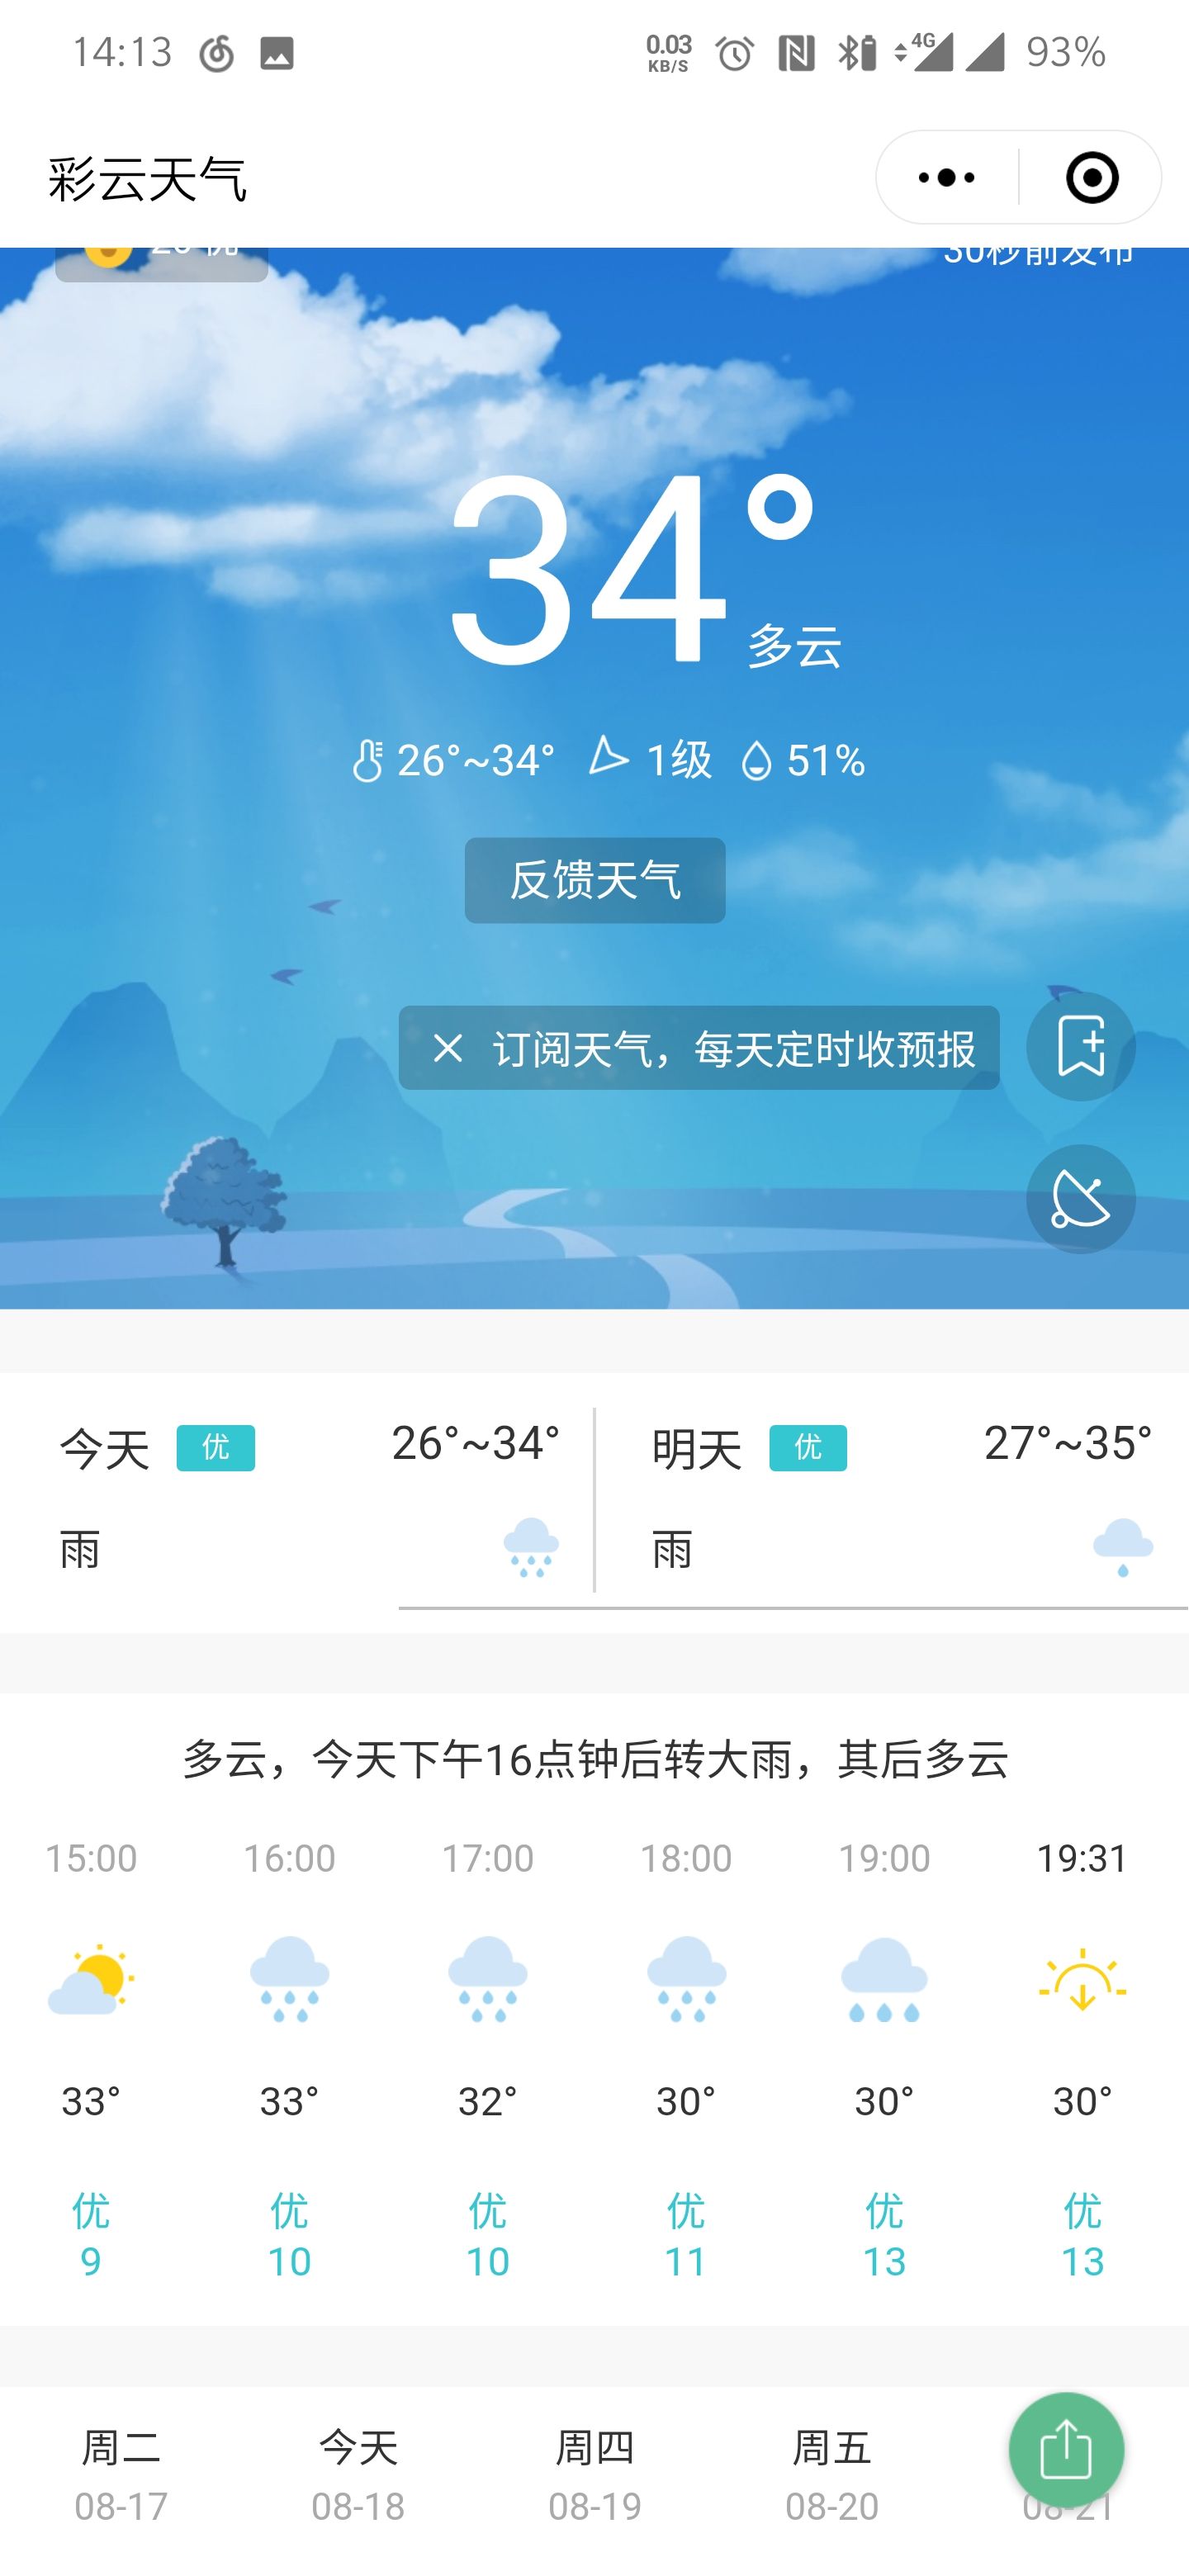 14:13 0.03 KB/S 4G 93%
彩云天气
30秒前发布
34°
多云
26°~34° 1级 51%
反馈天气
订阅天气，每天定时收预报
今天 优 26°~34° 明天 优 27°~35°
雨 雨
多云，今天下午16点钟后转大雨，其后多云
15:00 16:00 17:00 18:00 19:00 19:31
33° 33° 32° 30° 30° 30°
优 优 优 优 优 优
9 10 10 11 13 13
周二 今天 周四 周五
08-17 08-18 08-19 08-20 08-21